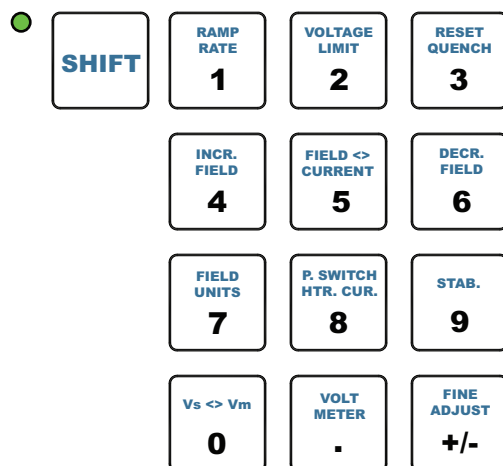 SHIFT
RAMP
RATE
1
VOLTAGE
LIMIT
2
RESET
QUENCH
3
INCR.
FIELD
4
FIELD <>
CURRENT
5
DECR.
FIELD
6
FIELD
UNITS
7
P. SWITCH
HTR. CUR.
8
STAB.
9
Vs <> Vm
0
VOLT
METER
.
FINE
ADJUST
+/-